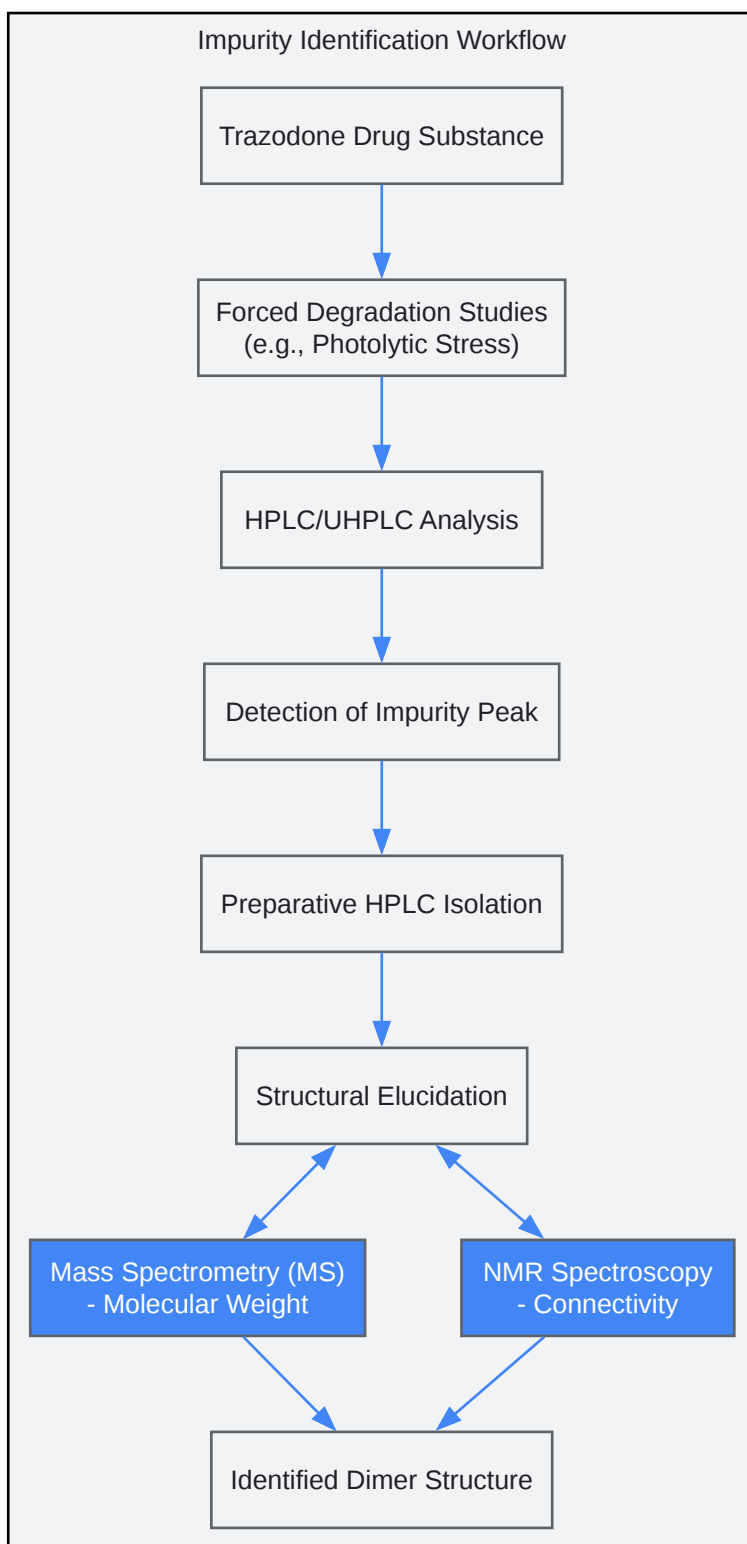 Impurity Identification Workflow
Trazodone Drug Substance
Forced Degradation Studies
(e.g., Photolytic Stress)
HPLC/UHPLC Analysis
Detection of Impurity Peak
Preparative HPLC Isolation
Structural Elucidation
Mass Spectrometry (MS)
- Molecular Weight
NMR Spectroscopy
- Connectivity
Identified Dimer Structure